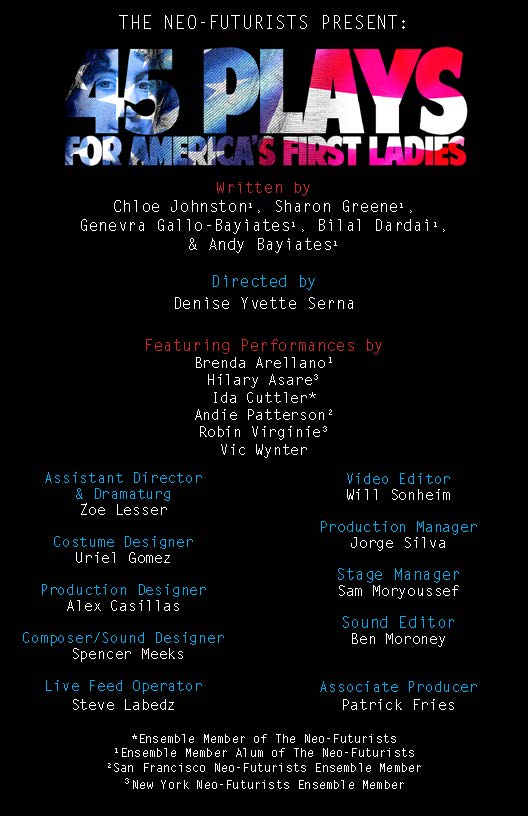 THE NEO-FUTURISTS PRESENT:
45 PLAYS
FOR AMERICA'S FIRST LADIES
Written by
Chloe Johnston¹, Sharon Greene¹,
Genevra Gallo-Bayiates¹, Bilal Dardai¹,
& Andy Bayiates¹
Directed by
Denise Yvette Serna
Featuring Performances by
Brenda Arellano¹
Hilary Asare³
Ida Cuttler*
Andie Patterson²
Robin Virginie³
Vic Wynter
Assistant Director
& Dramaturg
Zoe Lesser
Costume Designer
Uriel Gomez
Production Designer
Alex Casillas
Composer/Sound Designer
Spencer Meeks
Live Feed Operator
Steve Labedz
Video Editor
Will Sonheim
Production Manager
Jorge Silva
Stage Manager
Sam Moryoussef
Sound Editor
Ben Moroney
Associate Producer
Patrick Fries
*Ensemble Member of The Neo-Futurists
¹Ensemble Member Alum of The Neo-Futurists
²San Francisco Neo-Futurists Ensemble Member
³New York Neo-Futurists Ensemble Member